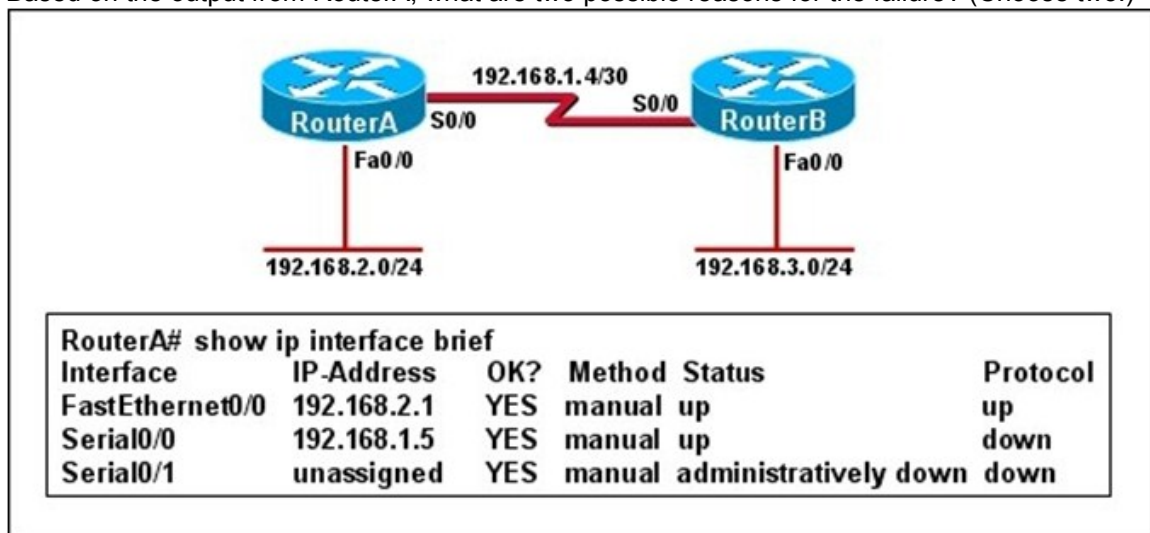 Based on the output from RouterA, what are two possible reasons for the failure? (Choose two.)
192.168.1.4/30
S0/0
RouterA
S0/0
RouterB
Fa0/0
Fa0/0
192.168.2.0/24
192.168.3.0/24
RouterA# show ip interface brief
Interface IP-Address OK? Method Status Protocol
FastEthernet0/0 192.168.2.1 YES manual up up
Serial0/0 192.168.1.5 YES manual up down
Serial0/1 unassigned YES manual administratively down down